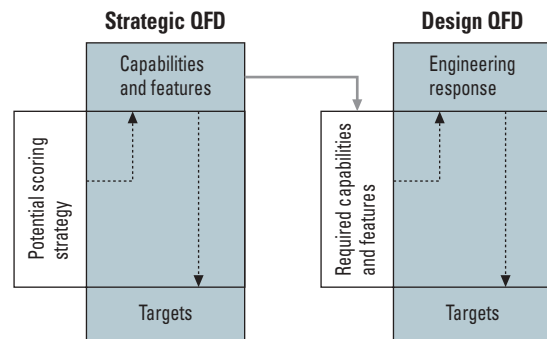 Strategic QFD
Capabilities
and features
Potential scoring
strategy
Targets
Design QFD
Engineering
response
Required capabilities
and features
Targets